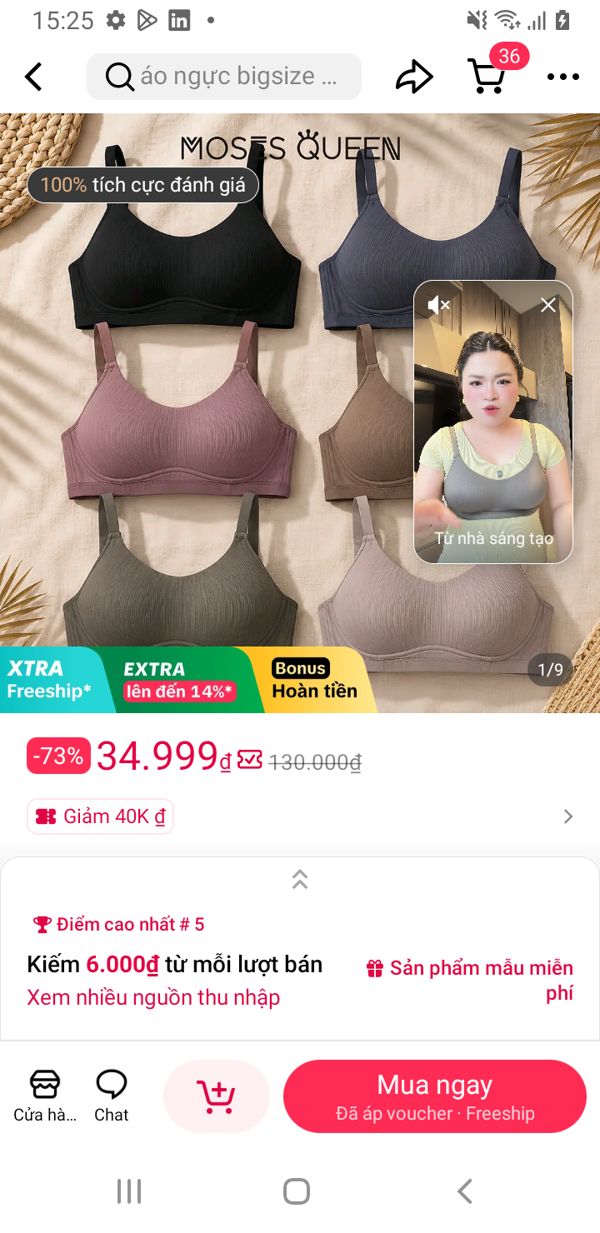 15:25
36
áo ngực bigsize ...
MOSES QUEEN
100% tích cực đánh giá
Từ nhà sáng tạo
XTRA
Freeship*
EXTRA
lên đến 14%*
Bonus
Hoàn tiền
1/9
-73% 34.999₫ 130.000₫
Giảm 40K ₫
Điểm cao nhất # 5
Kiếm 6.000₫ từ mỗi lượt bán
Xem nhiều nguồn thu nhập
Sản phẩm mẫu miễn
phí
Cửa hà...
Chat
Mua ngay
Đã áp voucher · Freeship